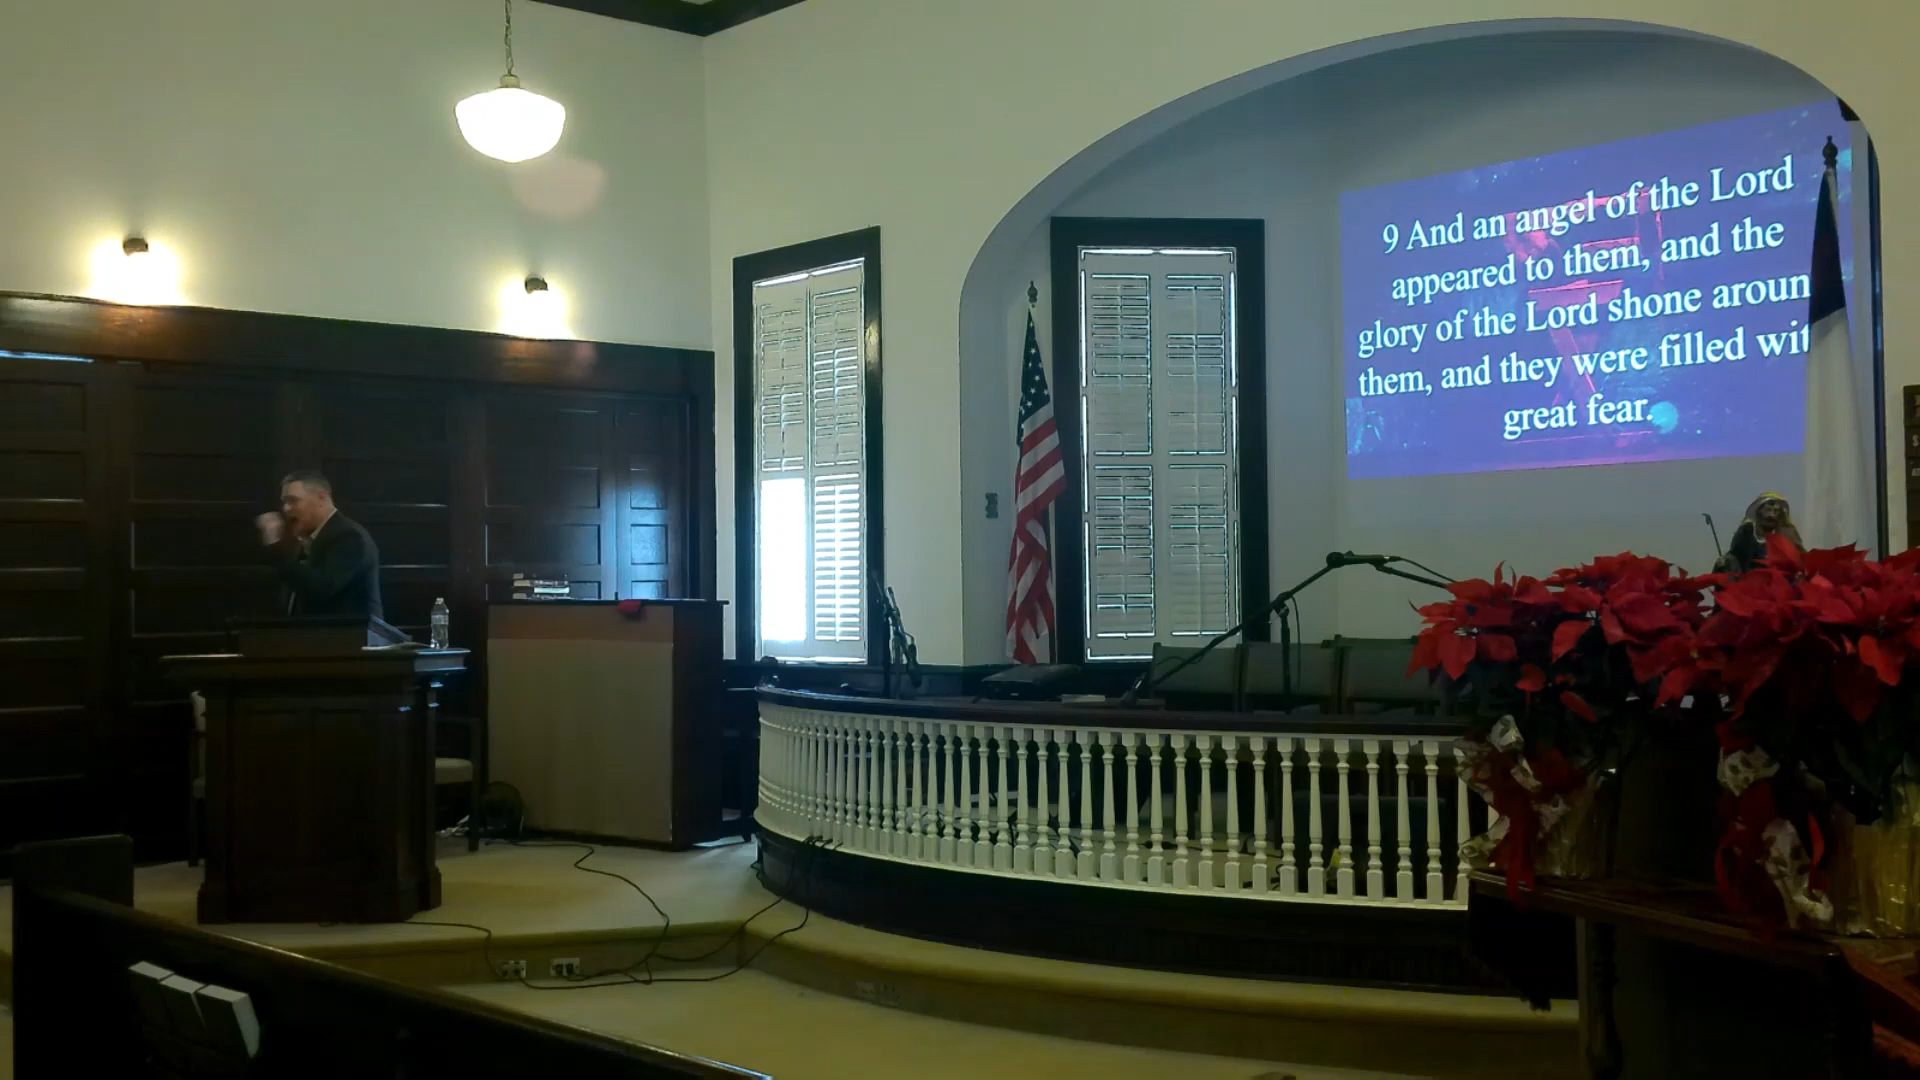 9 And an angel of the Lord
appeared to them, and the
glory of the Lord shone aroun
them, and they were filled wit
great fear.